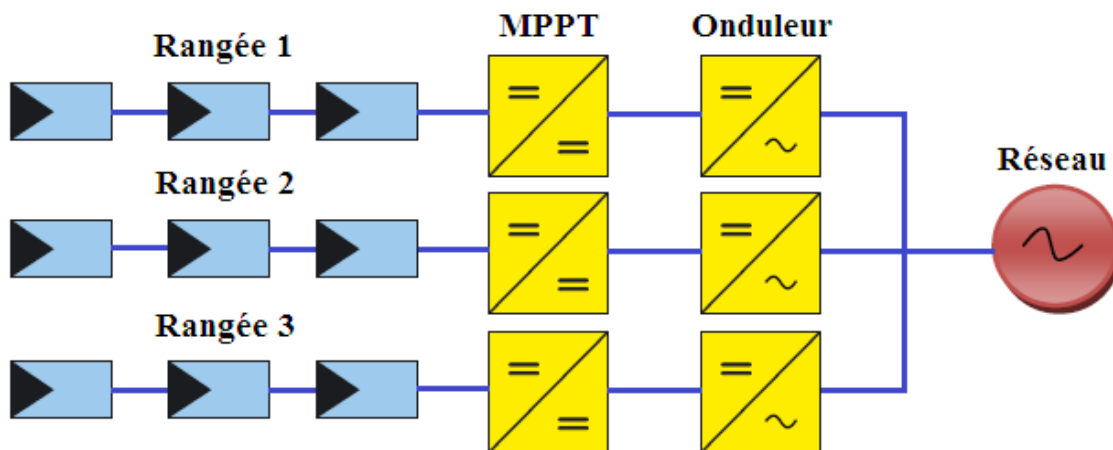 MPPT
Onduleur
Rangée 1
Réseau
Rangée 2
Rangée 3